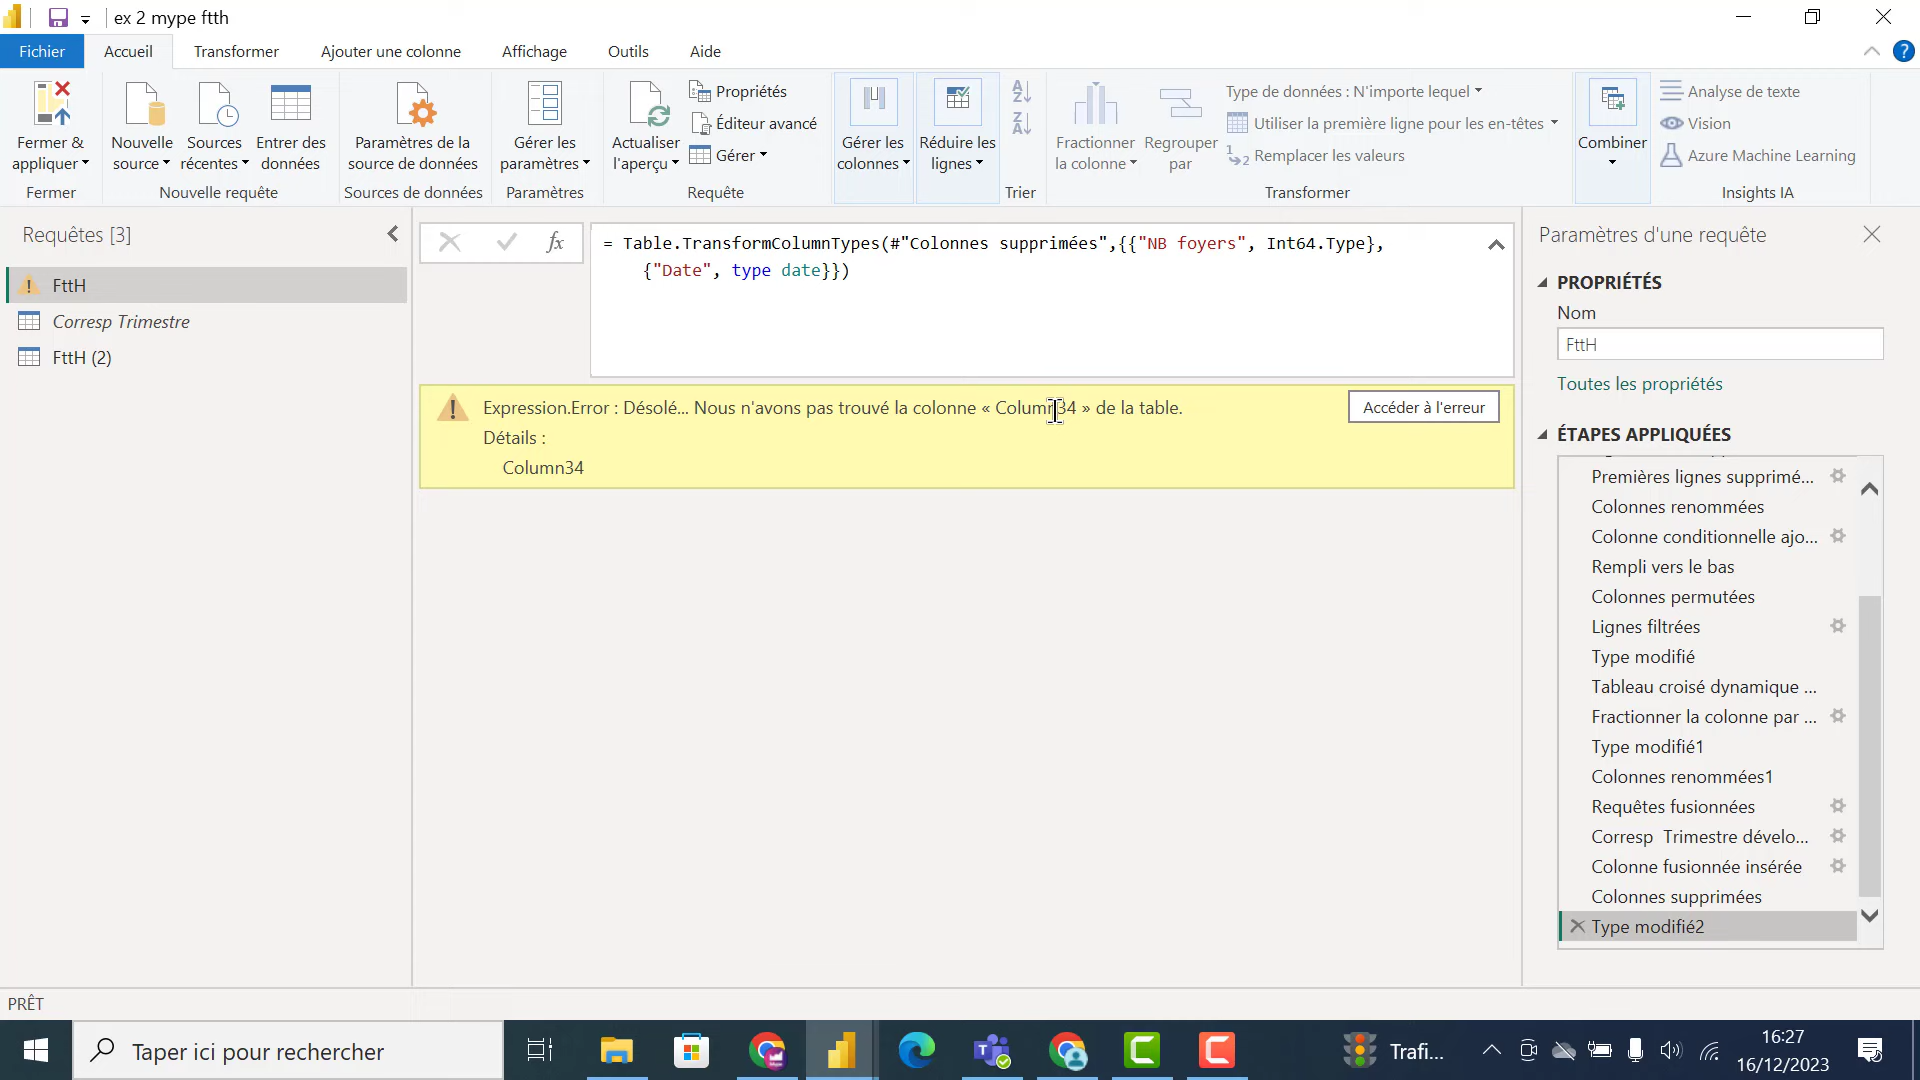 ex 2 mype ftth
Fichier
Accueil
Transformer
Ajouter une colonne
Affichage
Outils
Aide
Fermer &
appliquer
Fermer
Nouvelle
source
Sources
récentes
Entrer des
données
Nouvelle requête
Paramètres de la
source de données
Sources de données
Gérer les
paramètres
Paramètres
Actualiser
l'aperçu
Propriétés
Éditeur avancé
Gérer
Requête
Gérer les
colonnes
Réduire les
lignes
Trier
Fractionner
la colonne
Regrouper
par
Type de données : N'importe lequel
Utiliser la première ligne pour les en-têtes
Remplacer les valeurs
Transformer
Combiner
Analyse de texte
Vision
Azure Machine Learning
Insights IA
Requêtes [3]
FttH
Corresp Trimestre
FttH (2)
fx
= Table.TransformColumnTypes(#"Colonnes supprimées",{{"NB foyers", Int64.Type},
{"Date", type date}})
Expression.Error : Désolé... Nous n'avons pas trouvé la colonne « Column34 » de la table.
Détails :
Column34
Accéder à l'erreur
Paramètres d'une requête
PROPRIÉTÉS
Nom
FttH
Toutes les propriétés
ÉTAPES APPLIQUÉES
Premières lignes supprimé...
Colonnes renommées
Colonne conditionnelle ajo...
Rempli vers le bas
Colonnes permutées
Lignes filtrées
Type modifié
Tableau croisé dynamique ...
Fractionner la colonne par ...
Type modifié1
Colonnes renommées1
Requêtes fusionnées
Corresp  Trimestre dévelo...
Colonne fusionnée insérée
Colonnes supprimées
Type modifié2
PRÊT
Taper ici pour rechercher
Trafi...
16:27
16/12/2023